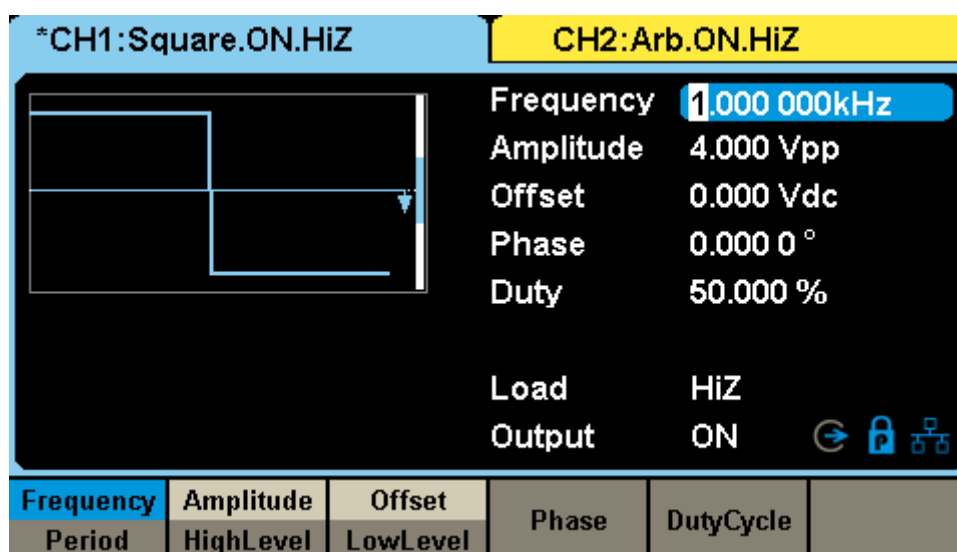 *CH1:Square.ON.HiZ
CH2:Arb.ON.HiZ
Frequency 1.000 000kHz
Amplitude 4.000 Vpp
Offset 0.000 Vdc
Phase 0.000 0 °
Duty 50.000 %
Load HiZ
Output ON
P
Frequency Amplitude Offset Phase DutyCycle
Period HighLevel LowLevel